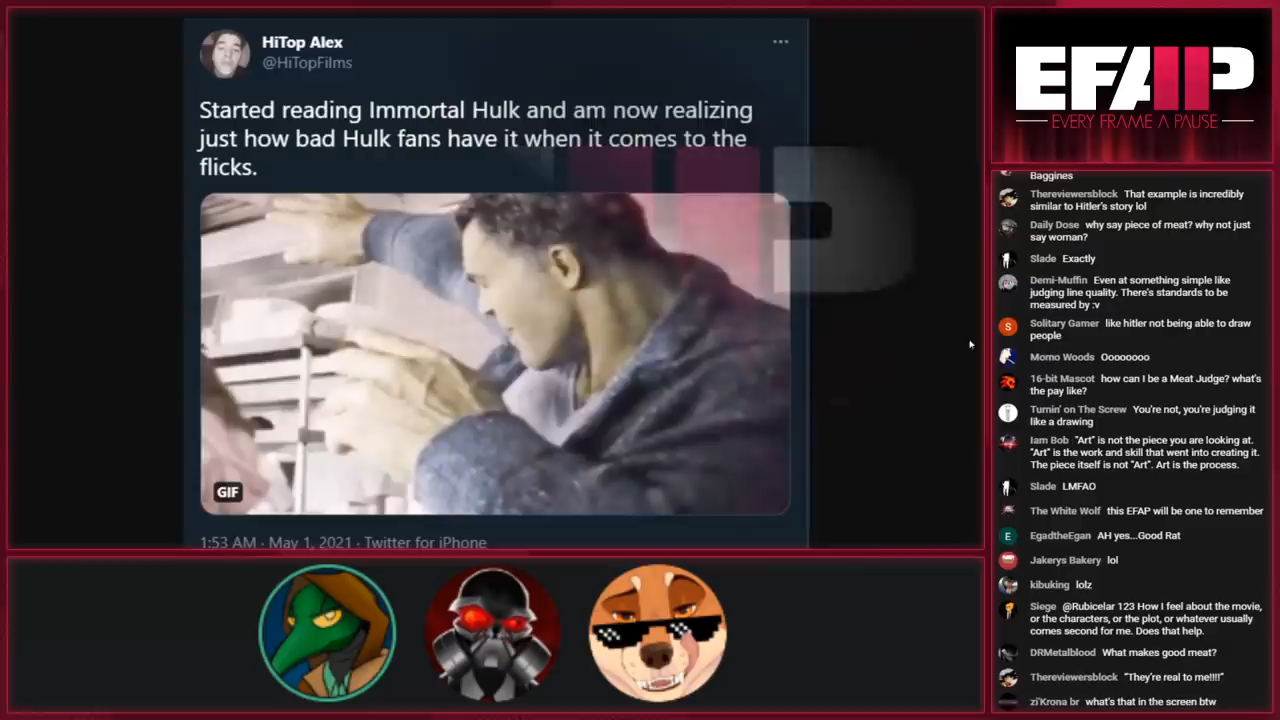 HiTop Alex
@HiTopFilms
Started reading Immortal Hulk and am now realizing
just how bad Hulk fans have it when it comes to the
flicks.
GIF
1:53 AM · May 1, 2021 · Twitter for iPhone
EFAP
EVERY FRAME A PAUSE
Baggines
Thereviewersblock That example is incredibly
similar to Hitler's story lol
Daily Dose why say piece of meat? why not just
say woman?
Slade Exactly
Demi-Muffin Even at something simple like
judging line quality. There's standards to be
measured by :v
S
Solitary Gamer like hitler not being able to draw
people
Momo Woods Oooooooo
16-bit Mascot how can I be a Meat Judge? what's
the pay like?
Turnin' on The Screw You're not, you're judging it
like a drawing
Iam Bob "Art" is not the piece you are looking at.
"Art" is the work and skill that went into creating it.
The piece itself is not "Art". Art is the process.
Slade LMFAO
The White Wolf this EFAP will be one to remember
E
EgadtheEgan AH yes...Good Rat
Jakerys Bakery lol
kibuking lolz
Siege @Rubicelar 123 How I feel about the movie,
or the characters, or the plot, or whatever usually
comes second for me. Does that help.
DRMetalblood What makes good meat?
Thereviewersblock "They're real to me!!!!"
zi'Krona br what's that in the screen btw